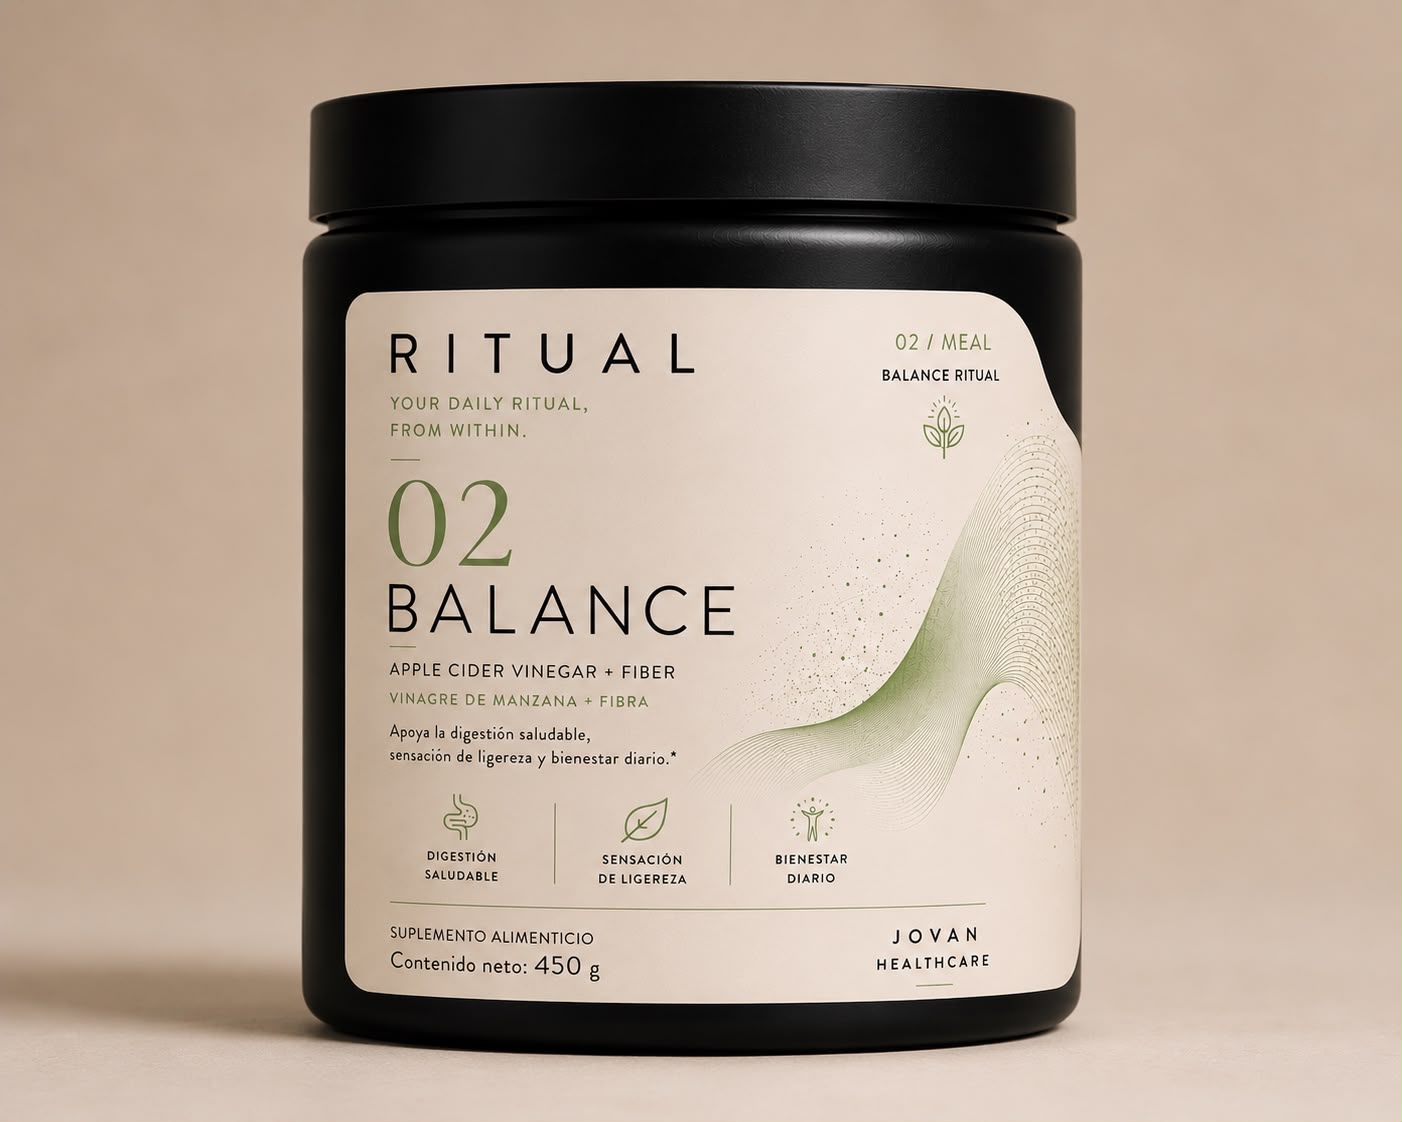 RITUAL
YOUR DAILY RITUAL,
FROM WITHIN.
02
BALANCE
APPLE CIDER VINEGAR + FIBER
VINAGRE DE MANZANA + FIBRA
Apoya la digestión saludable,
sensación de ligereza y bienestar diario.*
02 / MEAL
BALANCE RITUAL
DIGESTIÓN
SALUDABLE
SENSACIÓN
DE LIGEREZA
BIENESTAR
DIARIO
SUPLEMENTO ALIMENTICIO
Contenido neto: 450 g
JOVAN
HEALTHCARE